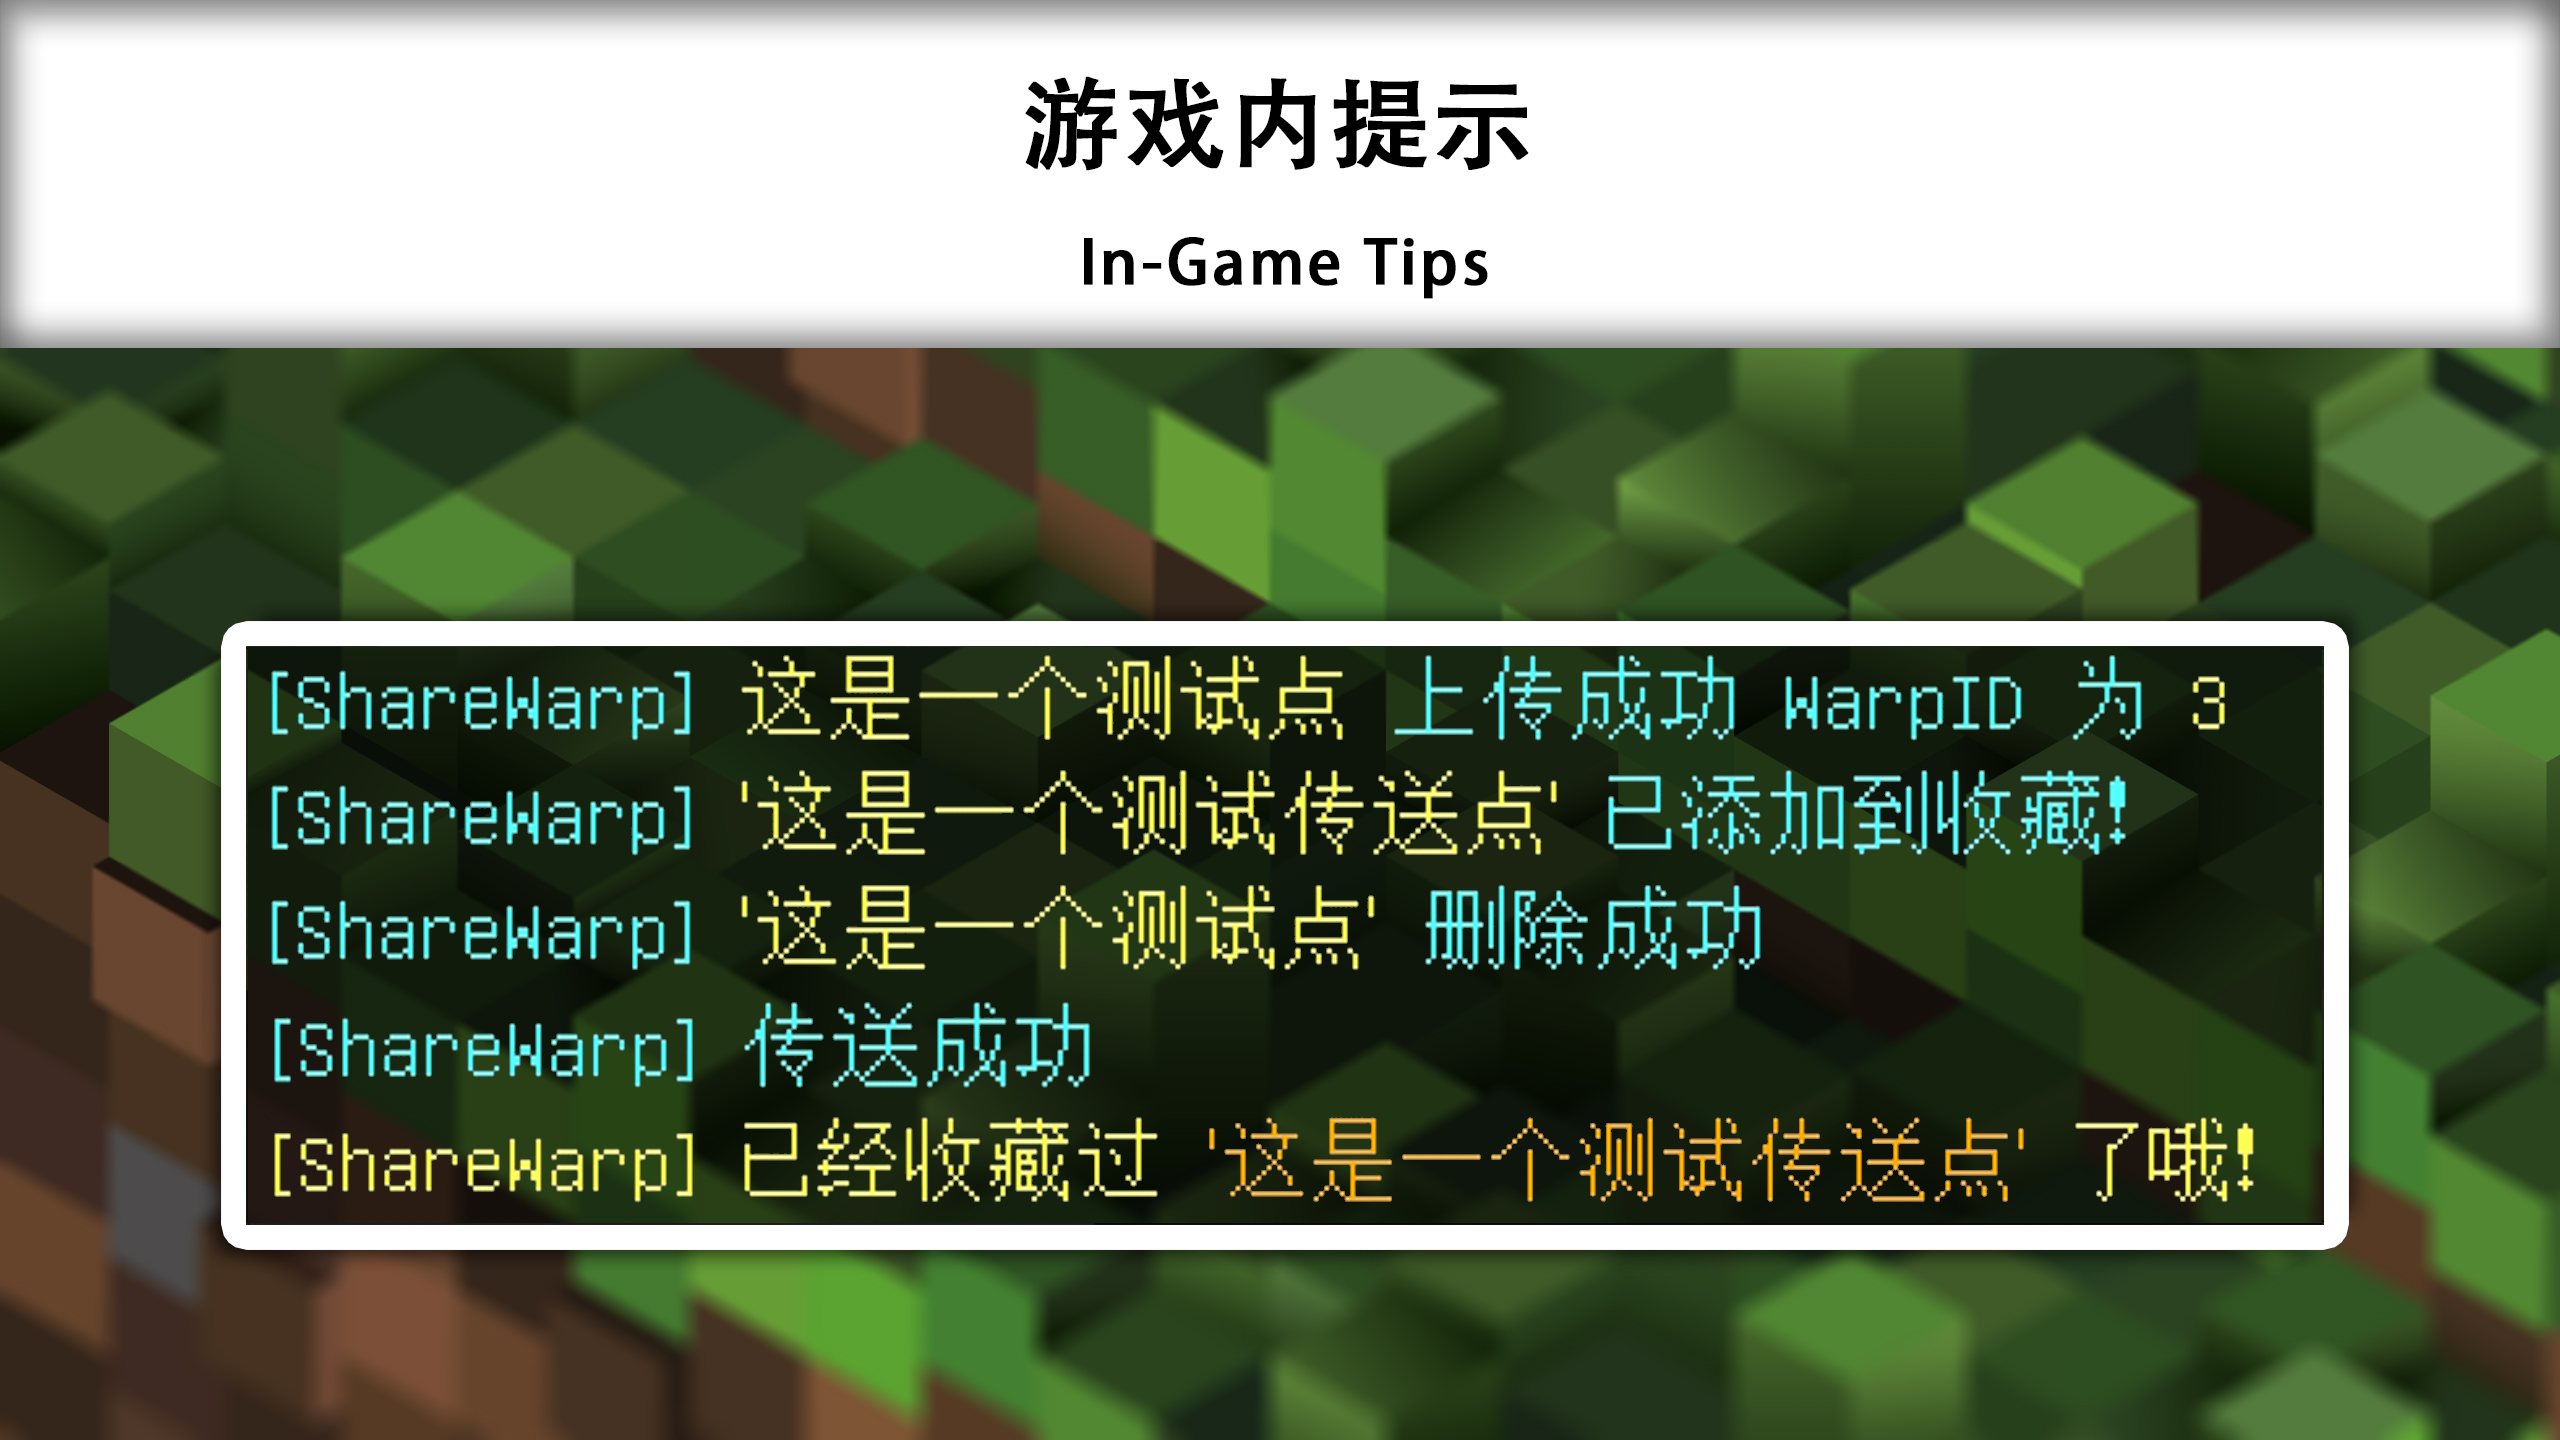 游戏内提示
In-Game Tips
[ShareWarp] 这是一个测试点 上传成功 WarpID 为 3
[ShareWarp] '这是一个测试传送点' 已添加到收藏!
[ShareWarp] '这是一个测试点' 删除成功
[ShareWarp] 传送成功
[ShareWarp] 已经收藏过 '这是一个测试传送点' 了哦!